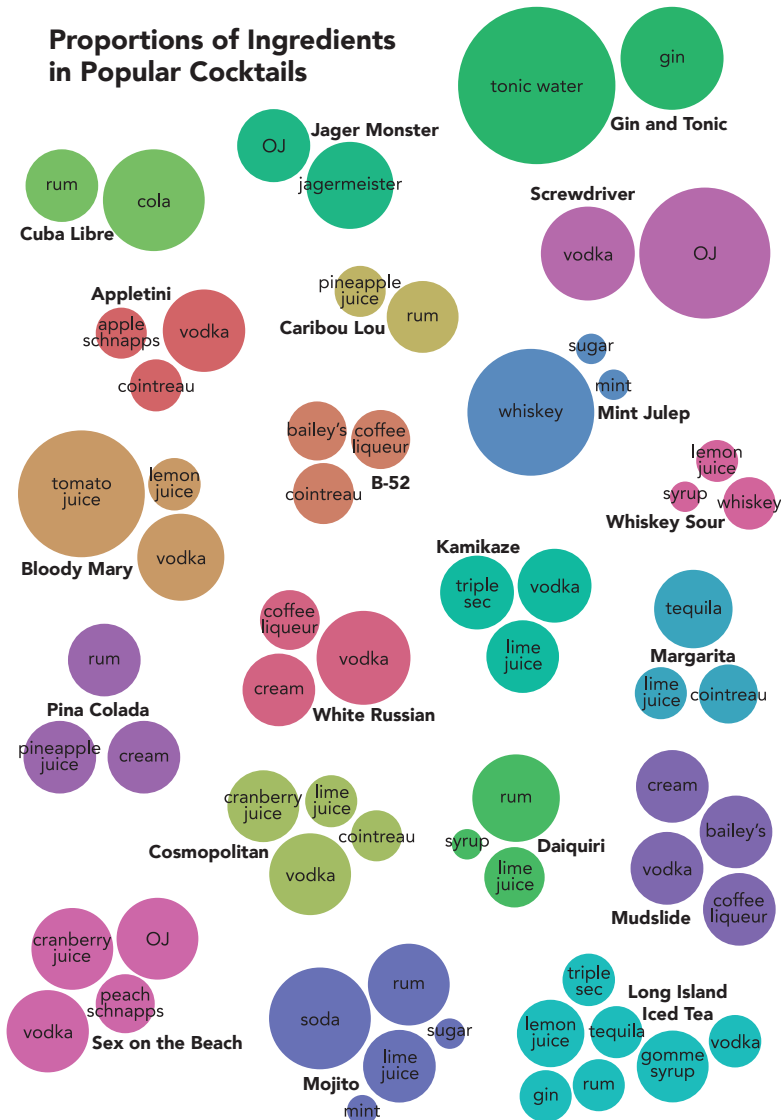 Proportions of Ingredients
in Popular Cocktails
tonic water
gin
Gin and Tonic
OJ
Jager Monster
jagermeister
rum
cola
Cuba Libre
Screwdriver
vodka
OJ
Appletini
apple
schnapps
vodka
cointreau
pineapple
juice
rum
Caribou Lou
whiskey
sugar
mint
Mint Julep
bailey's
coffee
liqueur
cointreau
B-52
tomato
juice
lemon
juice
vodka
Bloody Mary
lemon
juice
syrup
whiskey
Whiskey Sour
Kamikaze
triple
sec
vodka
lime
juice
coffee
liqueur
vodka
cream
White Russian
tequila
Margarita
lime
juice
cointreau
rum
Pina Colada
pineapple
juice
cream
cranberry
juice
lime
juice
cointreau
Cosmopolitan
vodka
rum
syrup
Daiquiri
lime
juice
cream
bailey's
vodka
coffee
liqueur
Mudslide
cranberry
juice
OJ
peach
schnapps
vodka
Sex on the Beach
rum
soda
sugar
lime
juice
Mojito
mint
triple
sec
Long Island
Iced Tea
lemon
juice
tequila
vodka
gomme
syrup
gin
rum